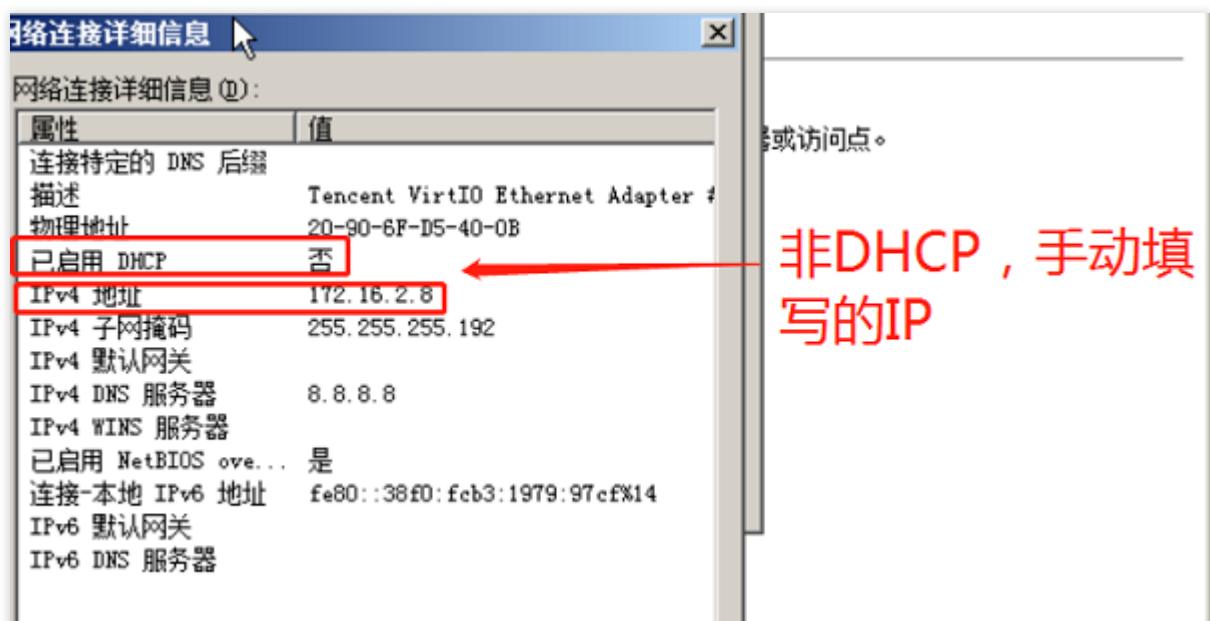 网络连接详细信息
网络连接详细信息(D):
属性 值
连接特定的 DNS 后缀
描述 Tencent VirtIO Ethernet Adapter #
物理地址 20-90-6F-D5-40-0B
已启用 DHCP 否
IPv4 地址 172.16.2.8
IPv4 子网掩码 255.255.255.192
IPv4 默认网关
IPv4 DNS 服务器 8.8.8.8
IPv4 WINS 服务器
已启用 NetBIOS ove... 是
连接-本地 IPv6 地址 fe80::38f0:fcb3:1979:97cf%14
IPv6 默认网关
IPv6 DNS 服务器
器或访问点。
非DHCP，手动填
写的IP